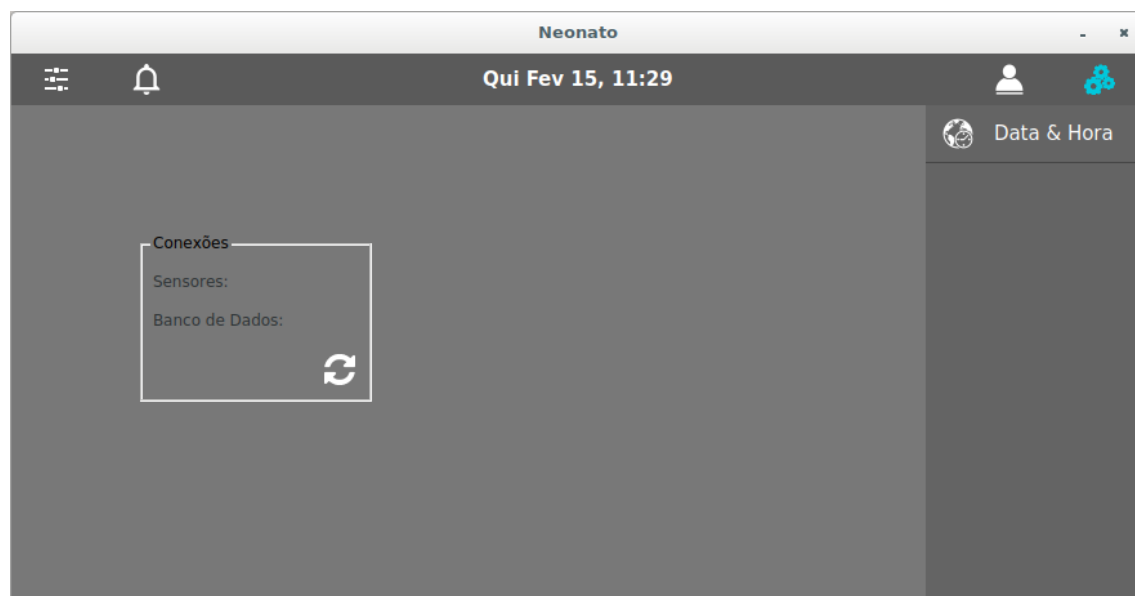 Neonato
Qui Fev 15, 11:29
Data & Hora
Conexões
Sensores:
Banco de Dados: